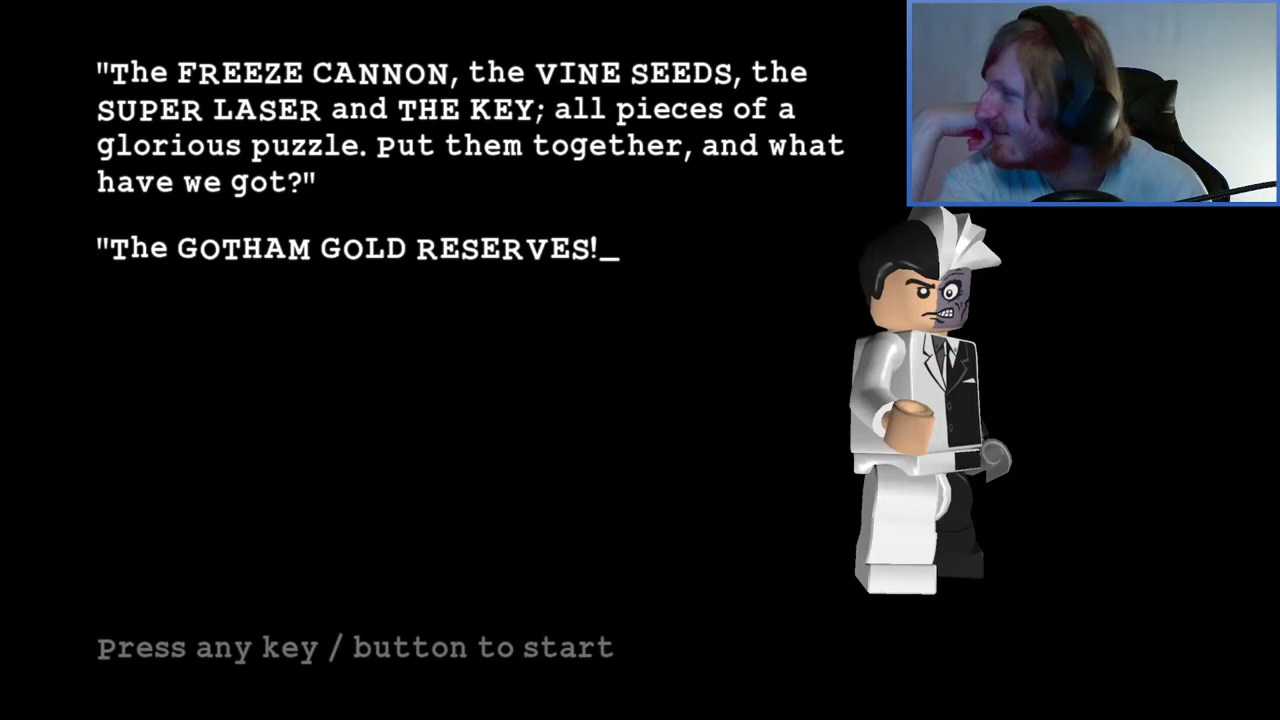 "The FREEZE CANNON, the VINE SEEDS, the
SUPER LASER and THE KEY; all pieces of a
glorious puzzle. Put them together, and what
have we got?"
"The GOTHAM GOLD RESERVES!_
Press any key / button to start